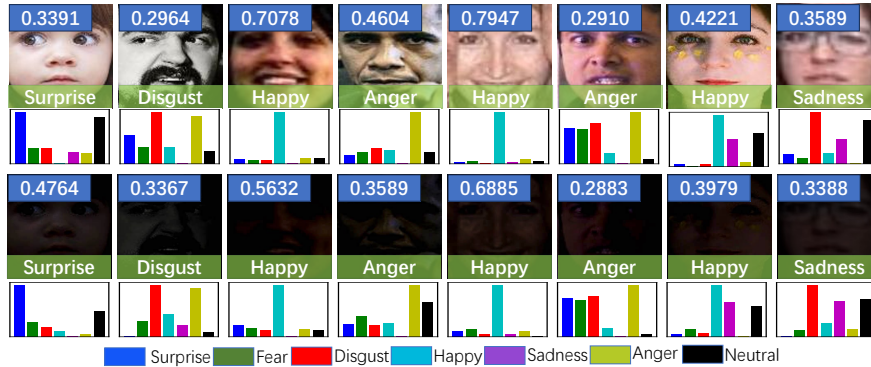 0.3391 0.2964 0.7078 0.4604 0.7947 0.2910 0.4221 0.3589
Surprise Disgust Happy Anger Happy Anger Happy Sadness
0.4764 0.3367 0.5632 0.3589 0.6885 0.2883 0.3979 0.3388
Surprise Disgust Happy Anger Happy Anger Happy Sadness
Surprise Fear Disgust Happy Sadness Anger Neutral